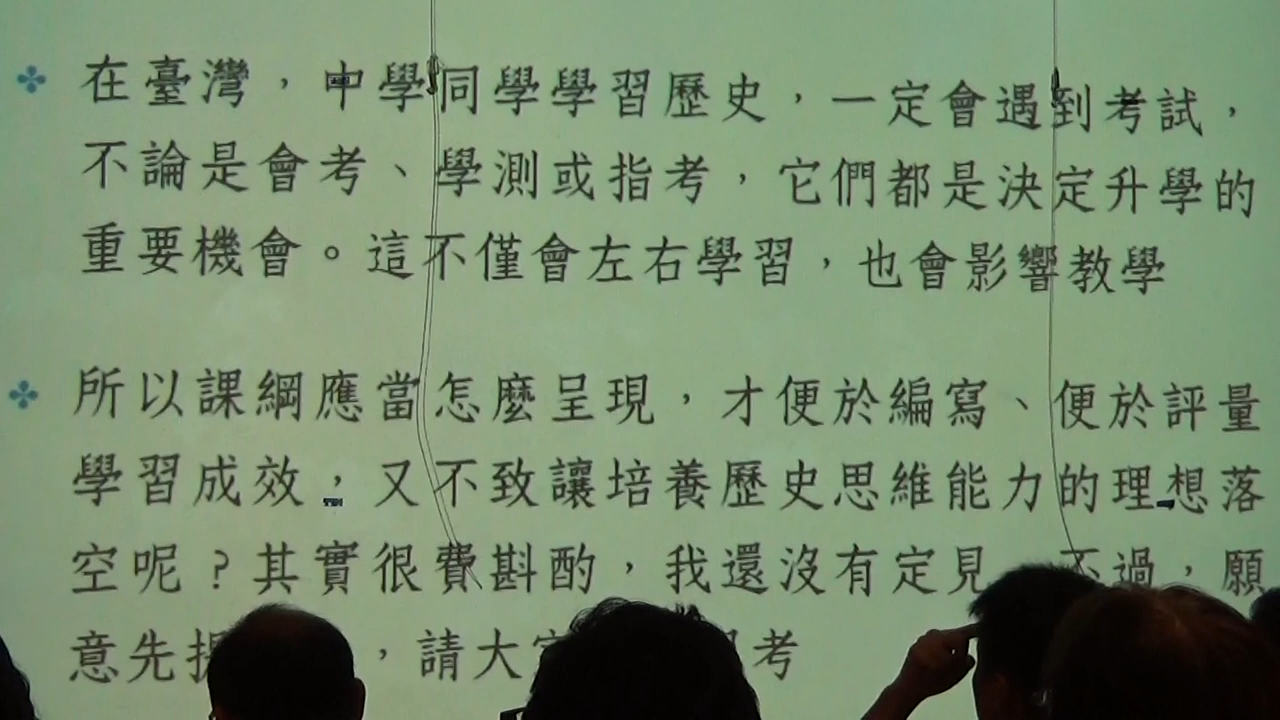 在臺灣，中學同學學習歷史，一定會遇到考試，
不論是會考、學測或指考，它們都是決定升學的
重要機會。這不僅會左右學習，也會影響教學
所以課綱應當怎麼呈現，才便於編寫、便於評量
學習成效，又不致讓培養歷史思維能力的理想落
空呢？其實很費斟酌，我還沒有定見 不過，願
意先 ，請大 考